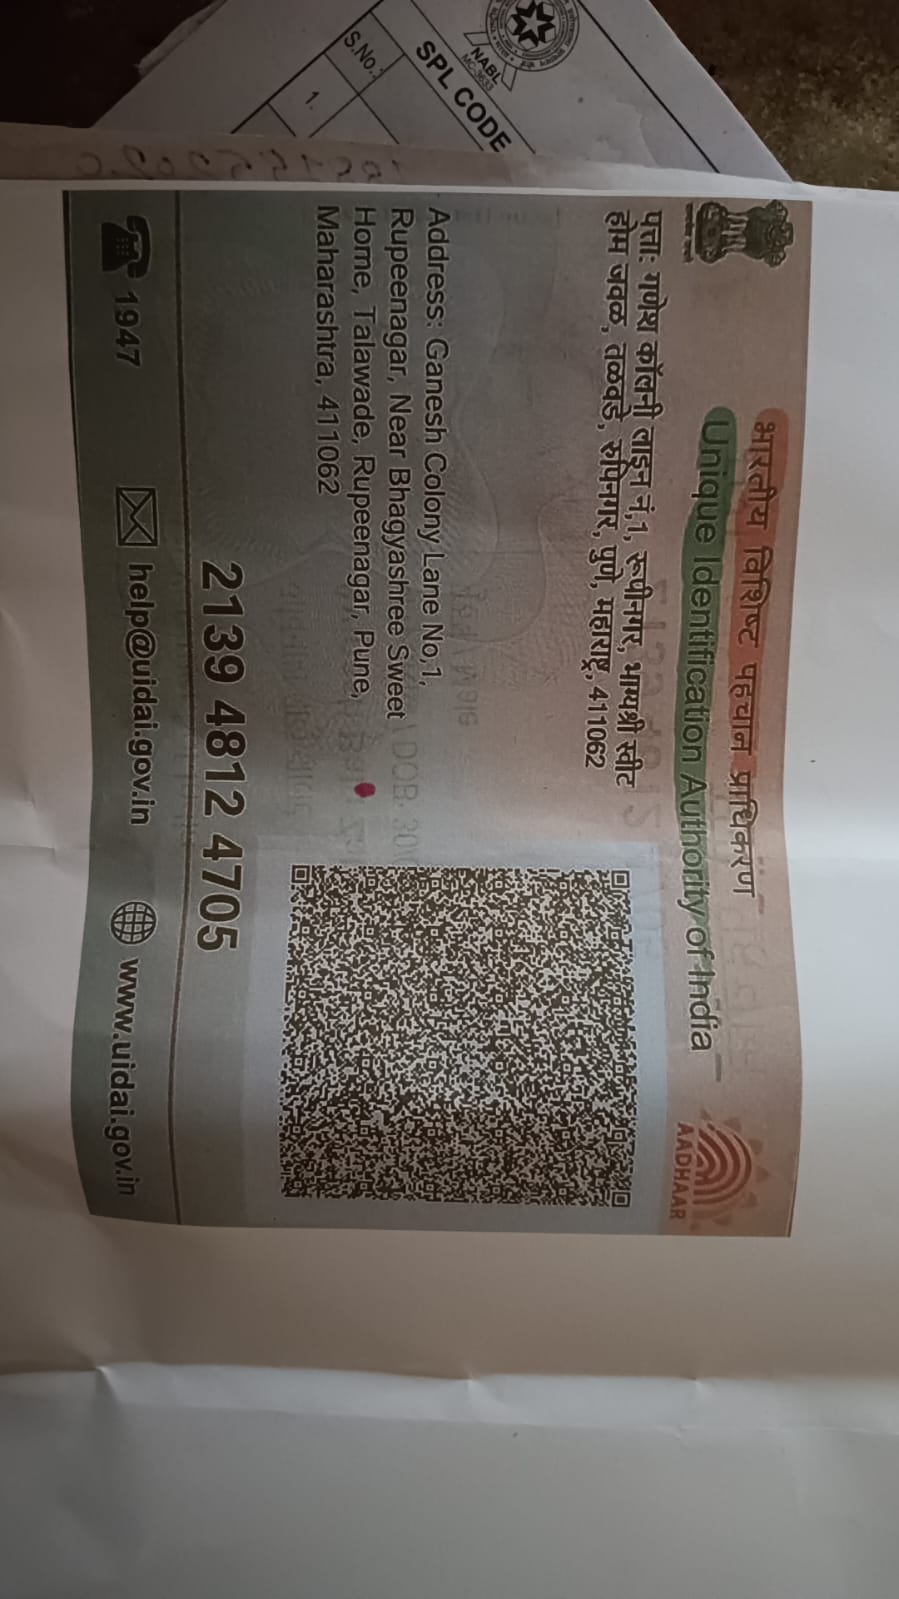 भारतीय विशिष्ट पहचान प्राधिकरण
Unique Identification Authority of India
AADHAAR
पत्ता: गणेश कॉलनी लाइन नं,1, रूपीनगर, भाग्यश्री स्वीट
होम जवळ, तळवडे, रुपिनगर, पुणे, महाराष्ट्र, 411062
Address: Ganesh Colony Lane No,1,
Rupeenagar, Near Bhagyashree Sweet
Home, Talawade, Rupeenagar, Pune,
Maharashtra, 411062
2139 4812 4705
1947
help@uidai.gov.in
www.uidai.gov.in
NABL
MC-3633
S.No.:
SPL CODE
1.